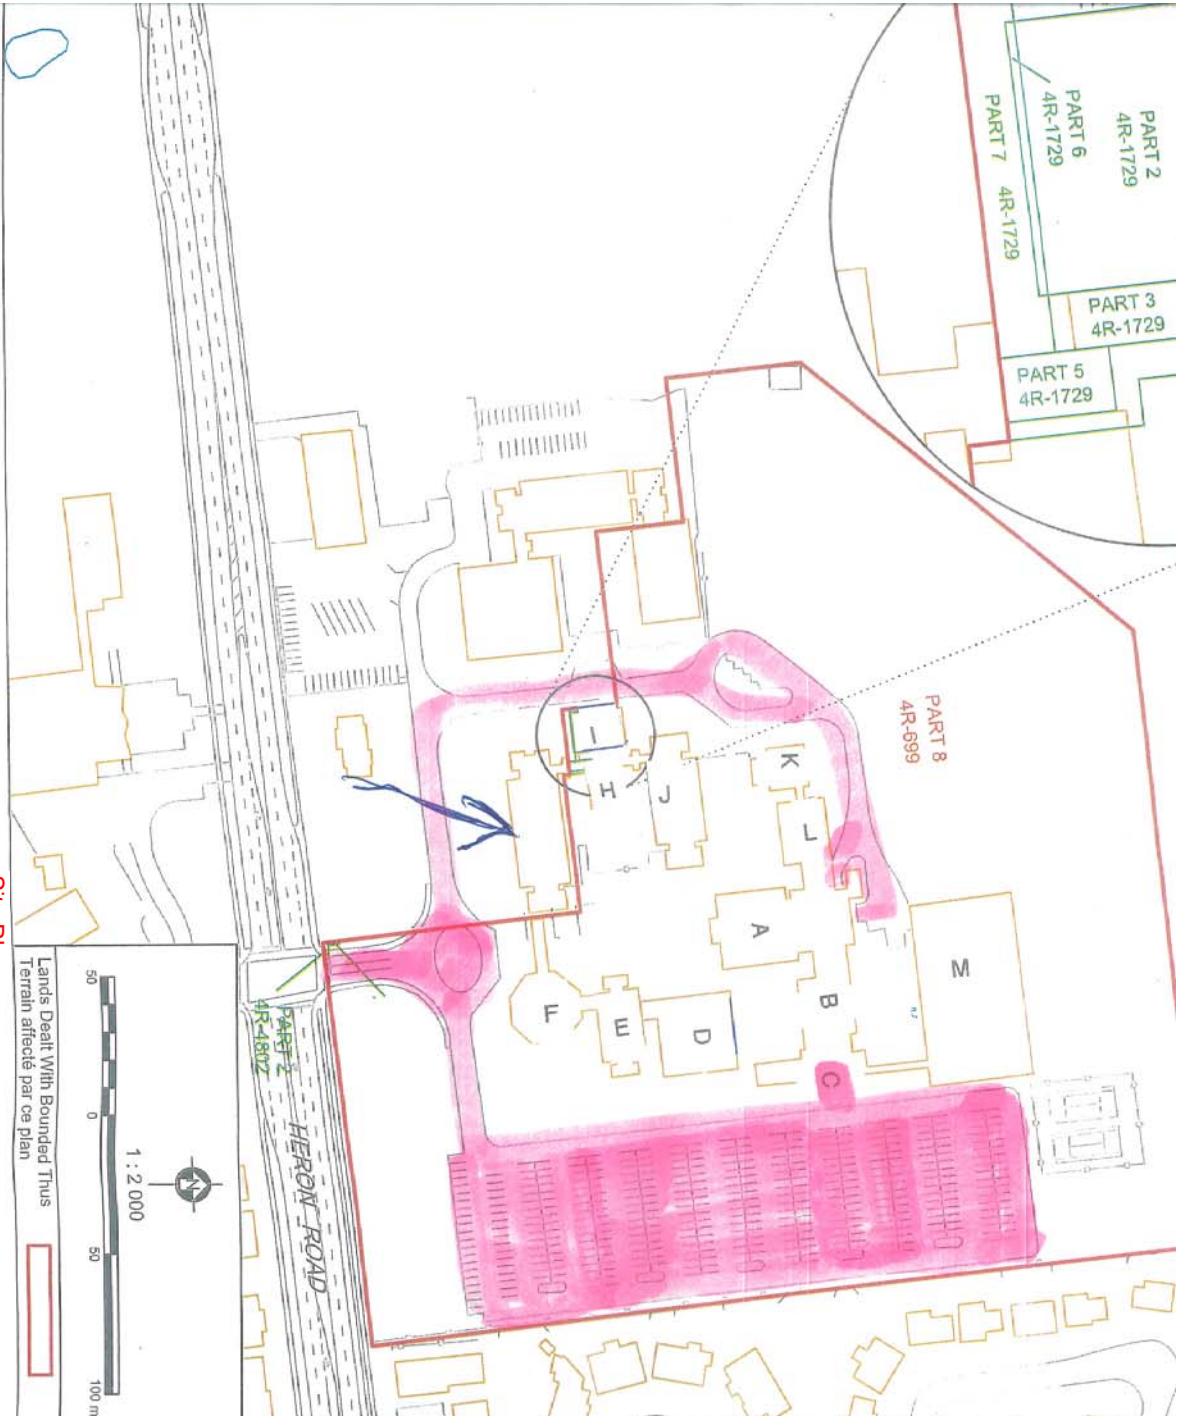 PART 2
4R-1729
PART 6
4R-1729
PART 7 4R-1729
PART 3
4R-1729
PART 5
4R-1729
PART 8
4R-699
I
H
J
K
L
A
B
M
C
D
E
F
PART 2
4R-4802
HERON ROAD
N
1 : 2 000
50
0
50
100 m
Lands Dealt With Bounded Thus
Terrain affecté par ce plan